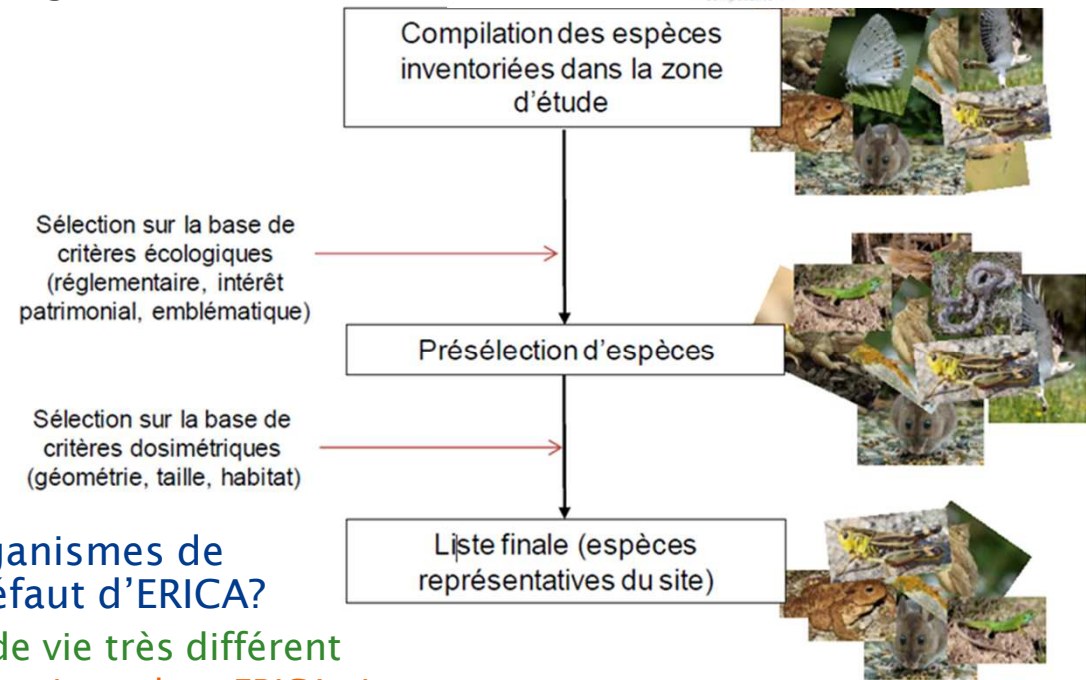 Compilation des espèces
inventoriées dans la zone
d'étude
Sélection sur la base de
critères écologiques
(réglementaire, intérêt
patrimonial, emblématique)
Présélection d'espèces
Sélection sur la base de
critères dosimétriques
(géométrie, taille, habitat)
Liste finale (espèces
représentatives du site)
ganismes de
éfaut d'ERICA?
de vie très différent